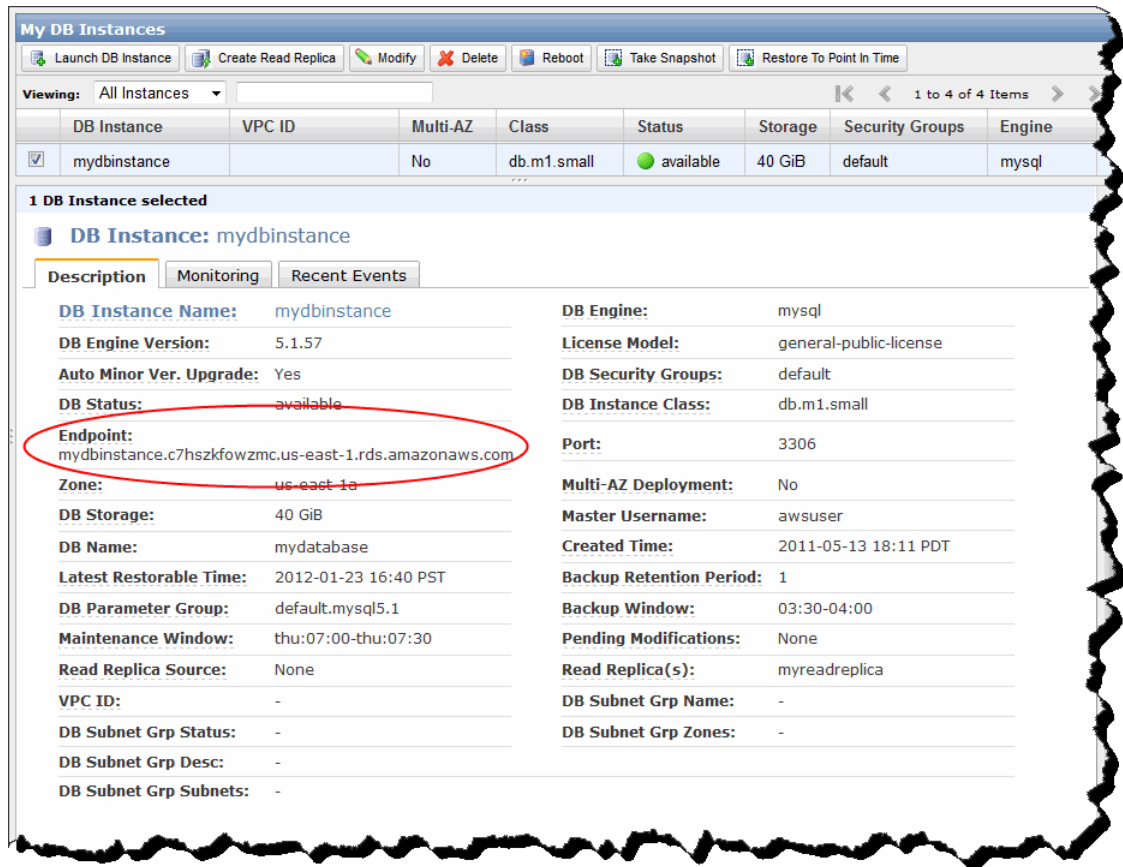 My DB Instances
Launch DB Instance Create Read Replica Modify Delete Reboot Take Snapshot Restore To Point In Time
Viewing: All Instances 1 to 4 of 4 Items
DB Instance VPC ID Multi-AZ Class Status Storage Security Groups Engine
mydbinstance No db.m1.small available 40 GiB default mysql
1 DB Instance selected
DB Instance: mydbinstance
Description Monitoring Recent Events
DB Instance Name: mydbinstance DB Engine: mysql
DB Engine Version: 5.1.57 License Model: general-public-license
Auto Minor Ver. Upgrade: Yes DB Security Groups: default
DB Status: available DB Instance Class: db.m1.small
Endpoint:
mydbinstance.c7hszkfowzmc.us-east-1.rds.amazonaws.com Port: 3306
Zone: us-east-1a Multi-AZ Deployment: No
DB Storage: 40 GiB Master Username: awsuser
DB Name: mydatabase Created Time: 2011-05-13 18:11 PDT
Latest Restorable Time: 2012-01-23 16:40 PST Backup Retention Period: 1
DB Parameter Group: default.mysql5.1 Backup Window: 03:30-04:00
Maintenance Window: thu:07:00-thu:07:30 Pending Modifications: None
Read Replica Source: None Read Replica(s): myreadreplica
VPC ID: - DB Subnet Grp Name: -
DB Subnet Grp Status: - DB Subnet Grp Zones: -
DB Subnet Grp Desc: -
DB Subnet Grp Subnets: -